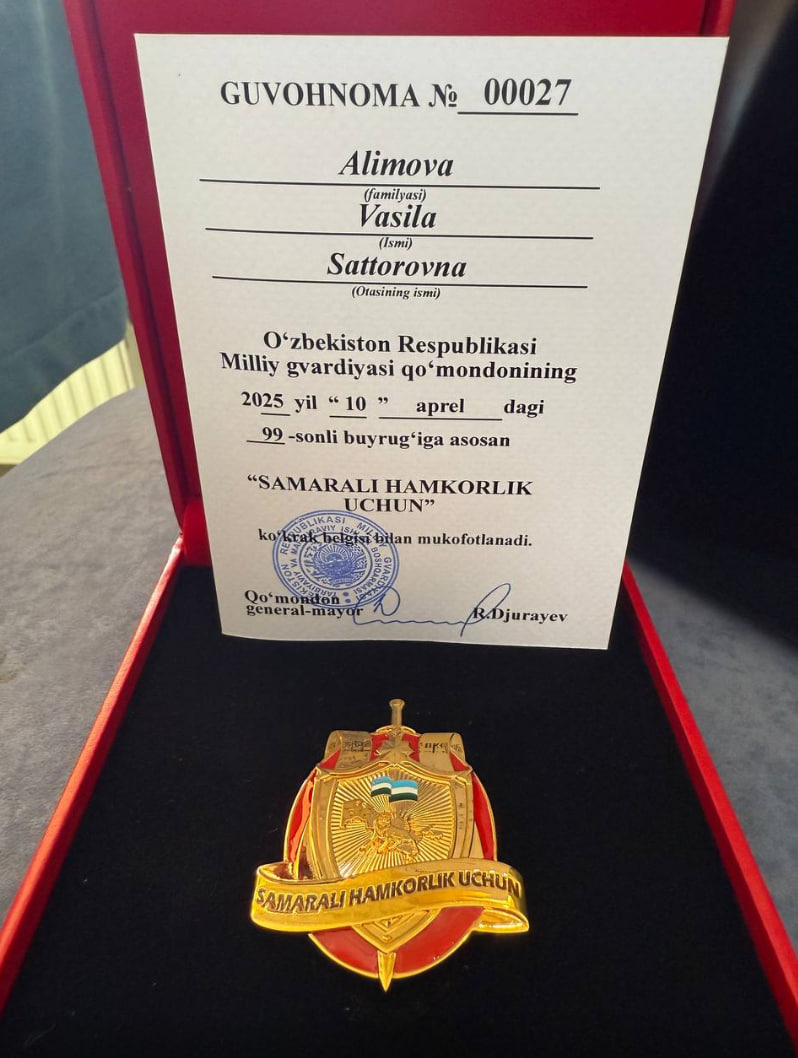 GUVOHNOMA № 00027
Alimova
(familyasi)
Vasila
(Ismi)
Sattorovna
(Otasining ismi)
O‘zbekiston Respublikasi
Milliy gvardiyasi qo‘mondonining
2025 yil “ 10 ” aprel dagi
99 -sonli buyrug‘iga asosan
“SAMARALI HAMKORLIK
UCHUN”
ko‘krak belgisi bilan mukofotlanadi.
Qo‘mondon
general-mayor R.Djurayev
SAMARALI HAMKORLIK UCHUN